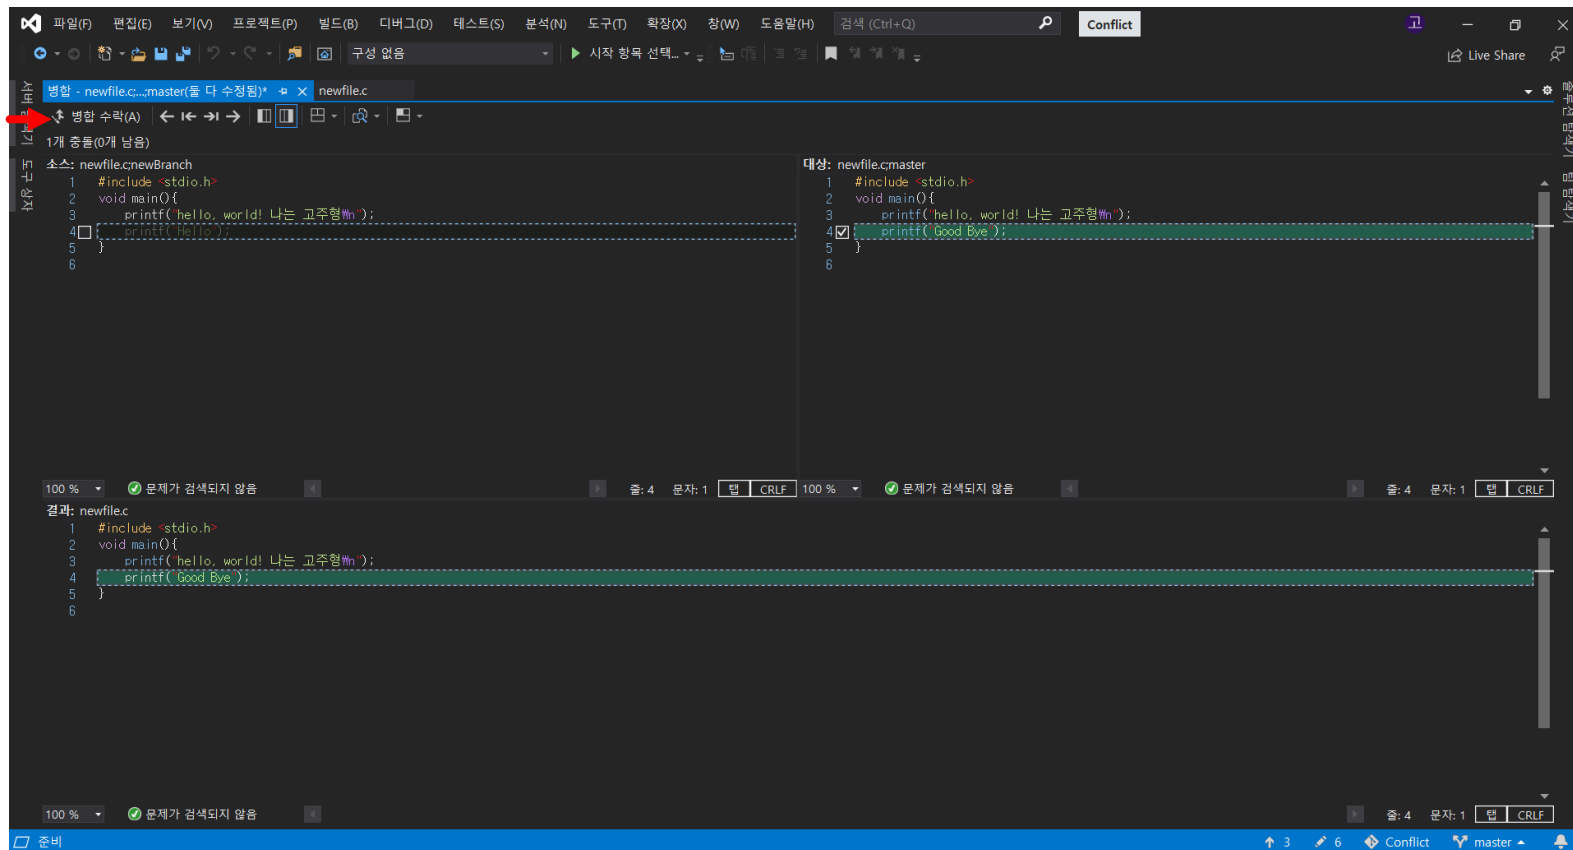 파일(F) 편집(E) 보기(V) 프로젝트(P) 빌드(B) 디버그(D) 테스트(S) 분석(N) 도구(T) 확장(X) 창(W) 도움말(H) 검색 (Ctrl+Q) Conflict 고
구성 없음 시작 항목 선택... Live Share
병합 - newfile.c;...;master(둘 다 수정됨)* newfile.c
병합 수락(A)
1개 충돌(0개 남음)
도구 상자
소스: newfile.c;newBranch
1 #include <stdio.h>
2 void main(){
3 printf("hello, world! 나는 고주형₩n");
4 printf("Hello");
5 }
6
100 % 문제가 검색되지 않음 줄: 4 문자: 1 탭 CRLF
대상: newfile.c;master
1 #include <stdio.h>
2 void main(){
3 printf("hello, world! 나는 고주형₩n");
4 printf("Good Bye");
5 }
6
100 % 문제가 검색되지 않음 줄: 4 문자: 1 탭 CRLF
결과: newfile.c
1 #include <stdio.h>
2 void main(){
3 printf("hello, world! 나는 고주형₩n");
4 printf("Good Bye");
5 }
6
100 % 문제가 검색되지 않음 줄: 4 문자: 1 탭 CRLF
준비 3 6 Conflict master